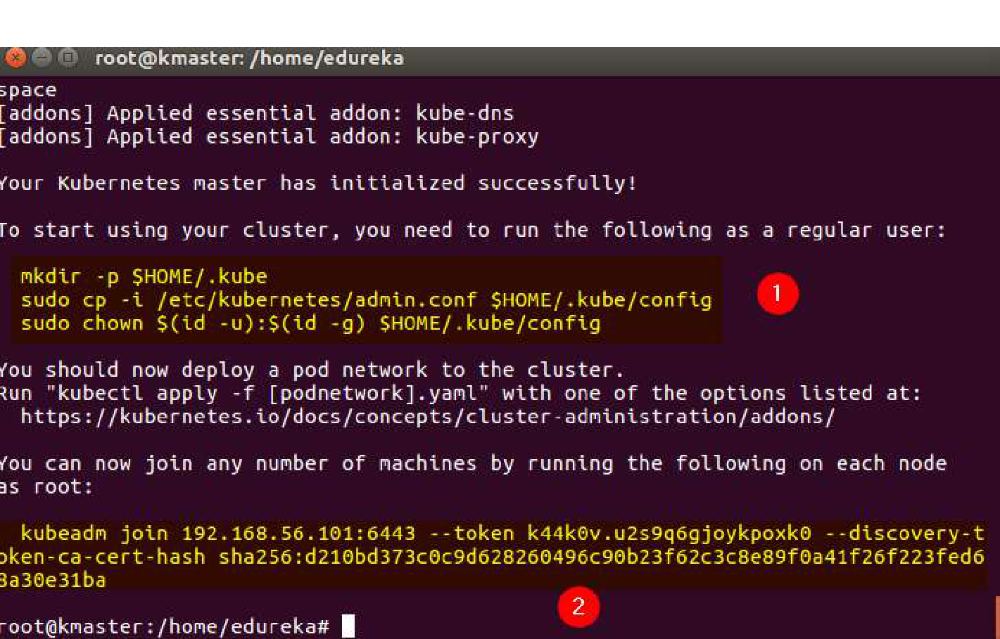 root@kmaster: /home/edureka
space
[addons] Applied essential addon: kube-dns
[addons] Applied essential addon: kube-proxy
Your Kubernetes master has initialized successfully!
To start using your cluster, you need to run the following as a regular user:
mkdir -p $HOME/.kube
sudo cp -i /etc/kubernetes/admin.conf $HOME/.kube/config
sudo chown $(id -u):$(id -g) $HOME/.kube/config
1
You should now deploy a pod network to the cluster.
Run "kubectl apply -f [podnetwork].yaml" with one of the options listed at:
https://kubernetes.io/docs/concepts/cluster-administration/addons/
You can now join any number of machines by running the following on each node
as root:
kubeadm join 192.168.56.101:6443 --token k44k0v.u2s9q6gjoykpoxk0 --discovery-t
oken-ca-cert-hash sha256:d210bd373c0c9d628260496c90b23f62c3c8e89f0a41f26f223fed6
8a30e31ba
2
root@kmaster:/home/edureka#